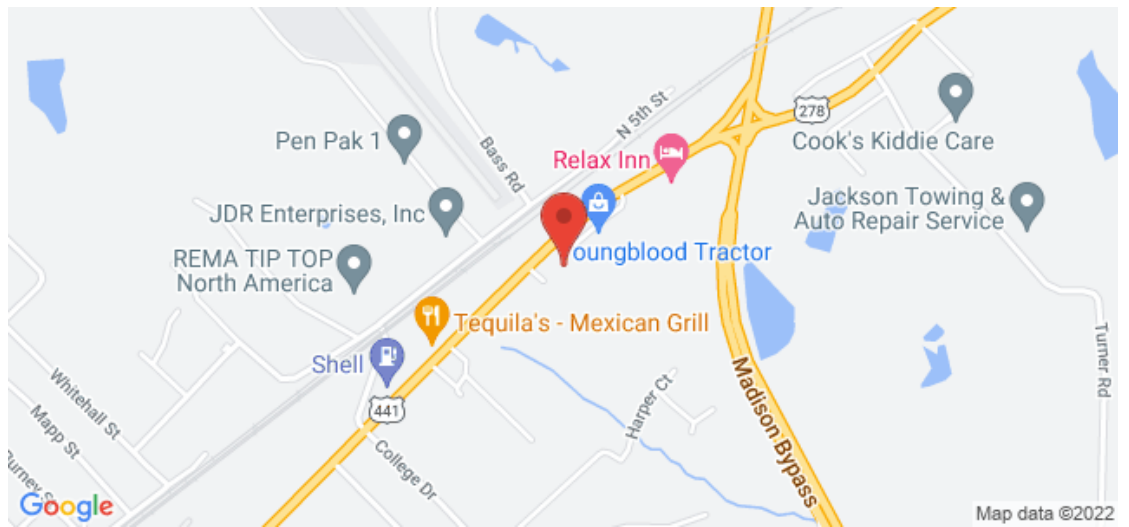 N 5th St
278
Pen Pak 1
Bass Rd
Cook's Kiddie Care
Relax Inn
JDR Enterprises, Inc
Jackson Towing &
Auto Repair Service
REMA TIP TOP
North America
oungblood Tractor
Tequila's - Mexican Grill
Shell
Turner Rd
Whitehall St
441
Harper Ct
Madison Bypass
Mapp St
College Dr
Burney S
Google
Map data ©2022